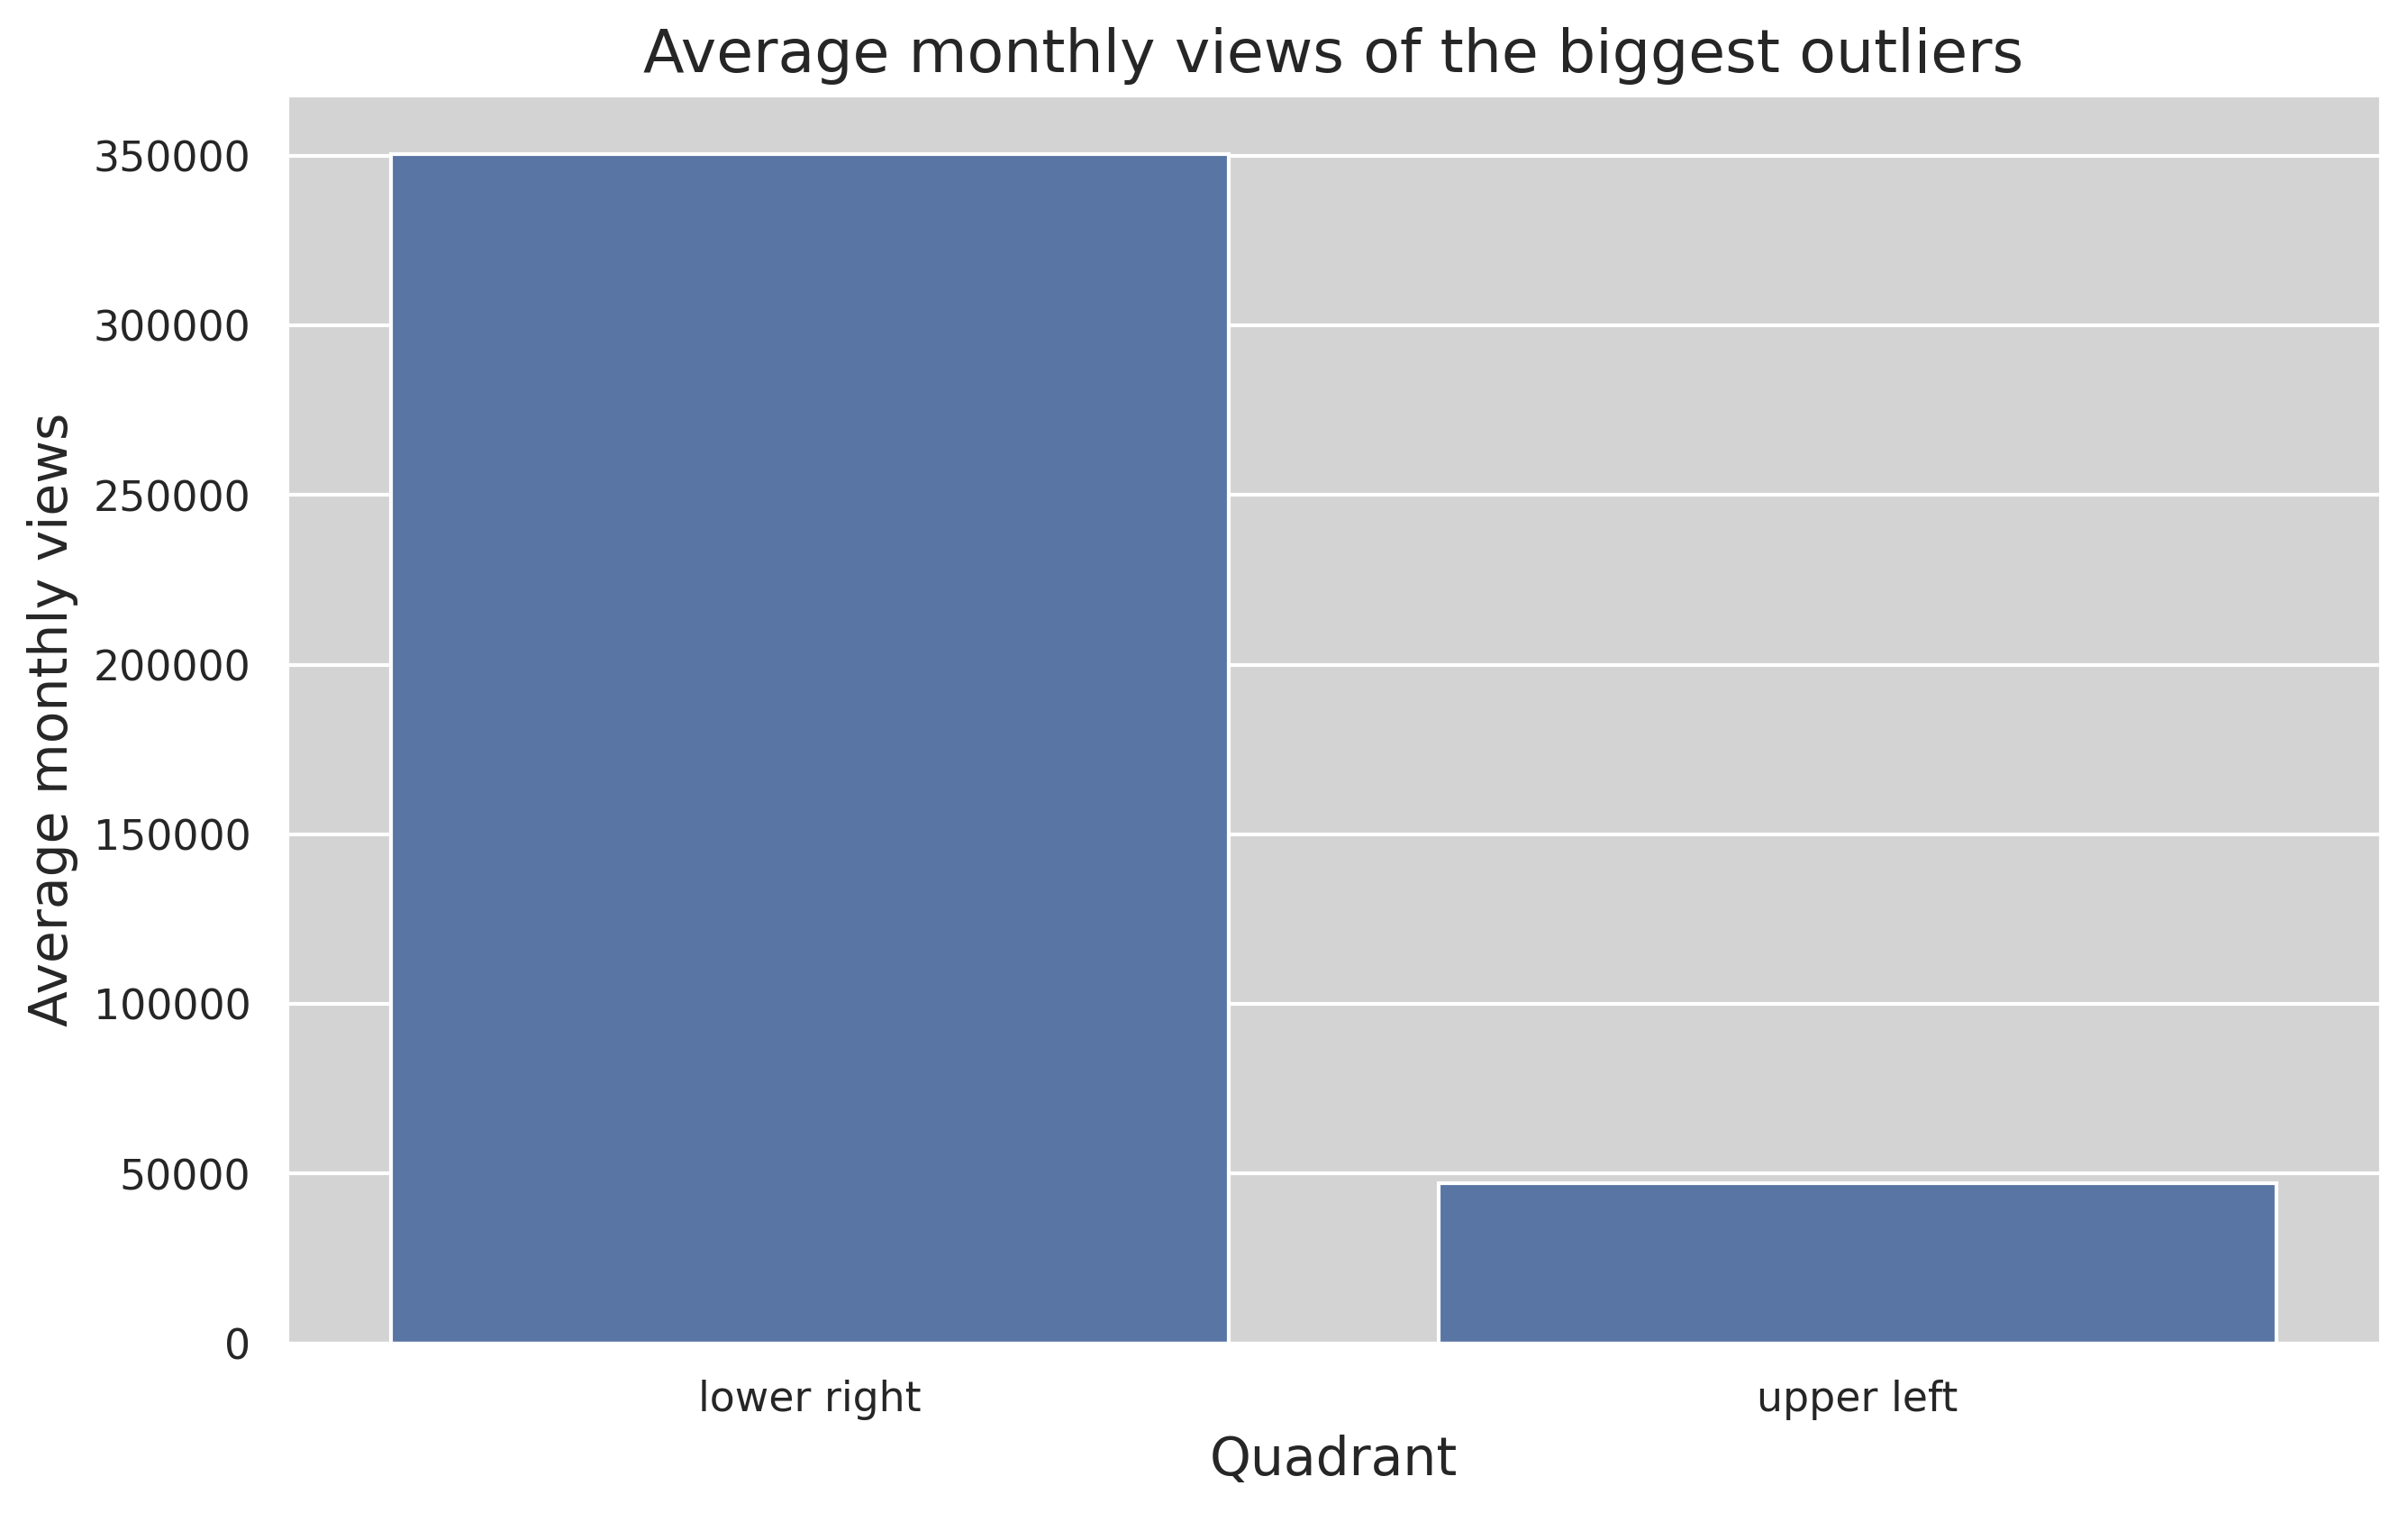 Average monthly views of the biggest outliers
Average monthly views
350000
300000
250000
200000
150000
100000
50000
0
lower right
upper left
Quadrant